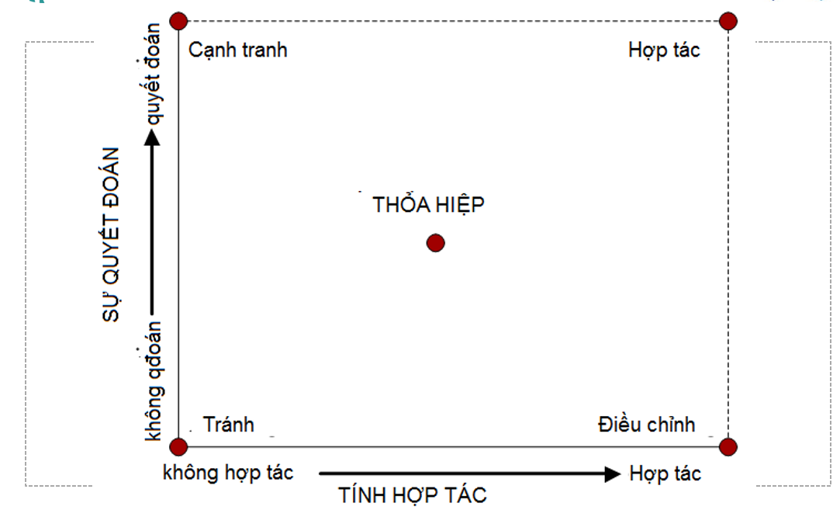 Cạnh tranh
Hợp tác
quyết đoán
SỰ QUYẾT ĐOÁN
THỎA HIỆP
không qđoán
Tránh
Điều chỉnh
không hợp tác
Hợp tác
TÍNH HỢP TÁC